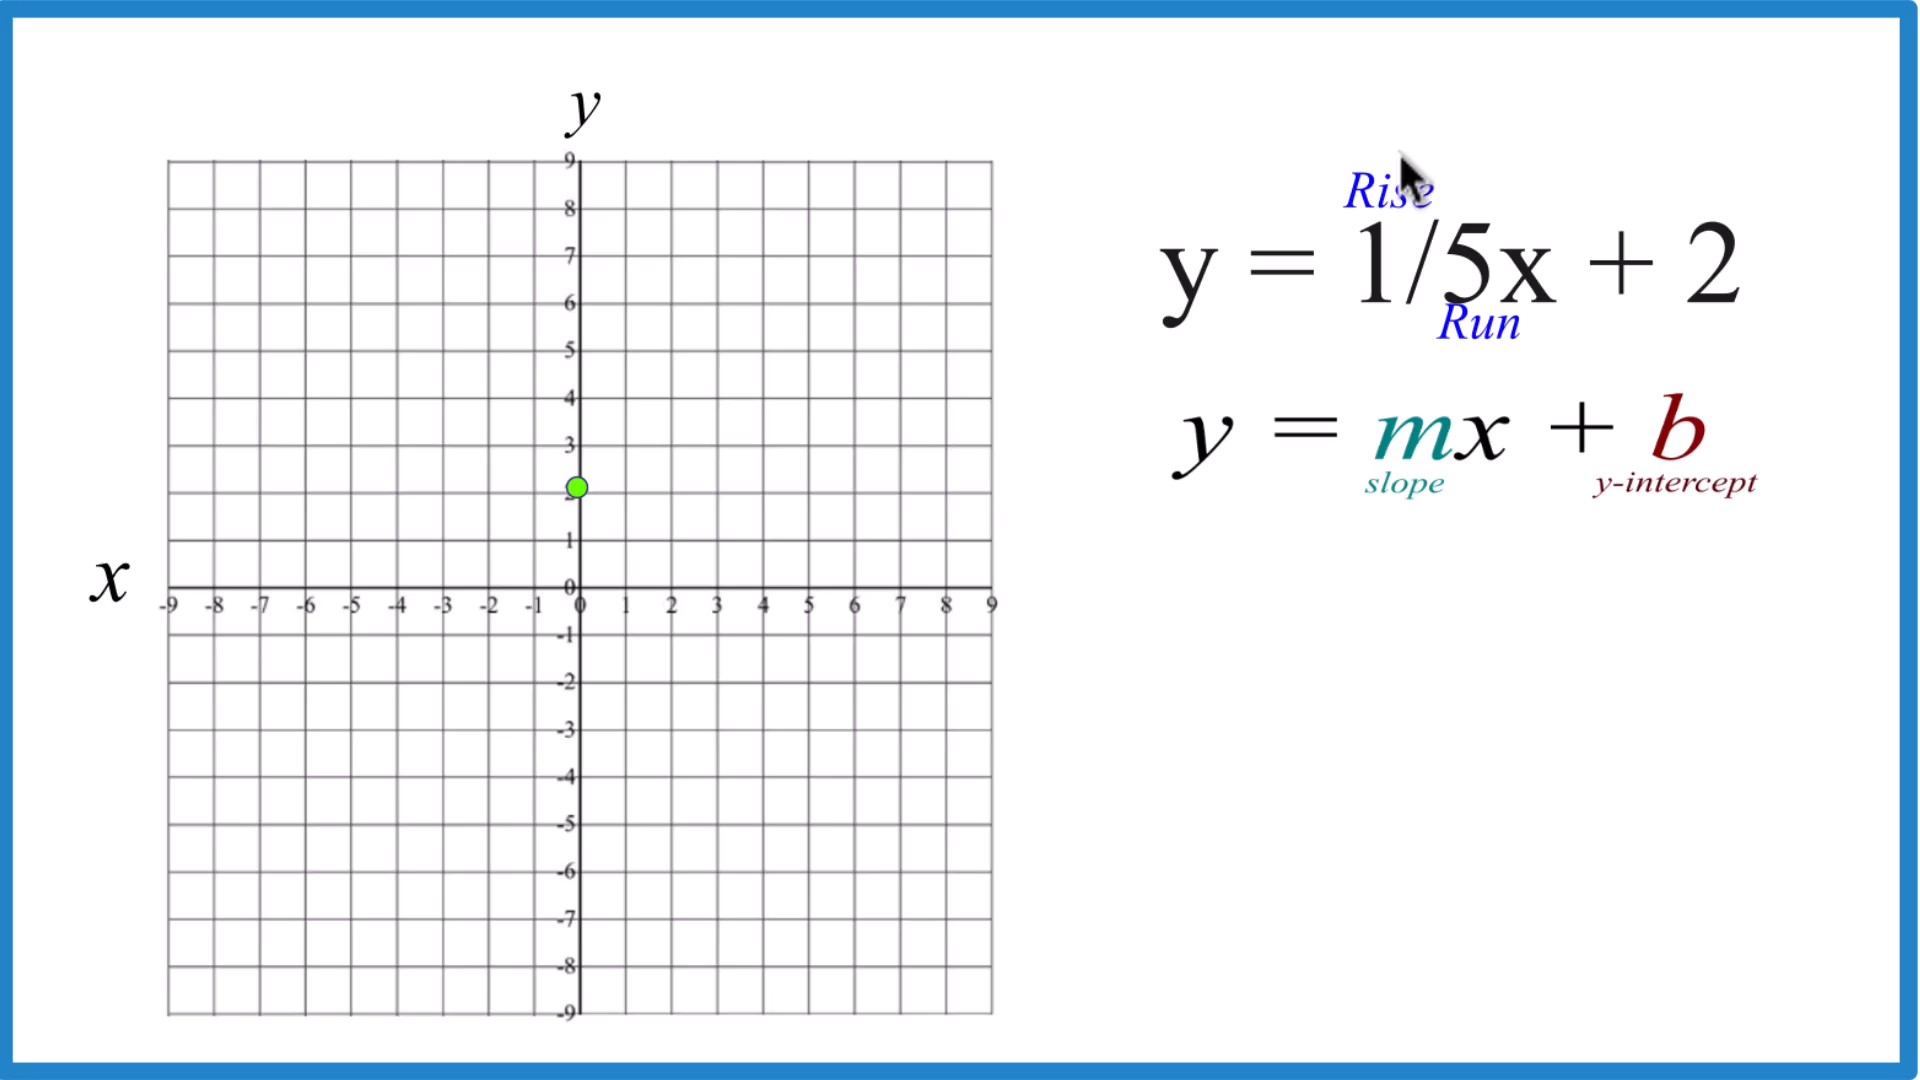 y
9
8
7
6
5
4
3
2
1
0
x
-9 -8 -7 -6 -5 -4 -3 -2 -1 0 1 2 3 4 5 6 7 8 9
-1
-2
-3
-4
-5
-6
-7
-8
-9
Rise
y = 1/5x + 2
Run
y = mx + b
slope y-intercept